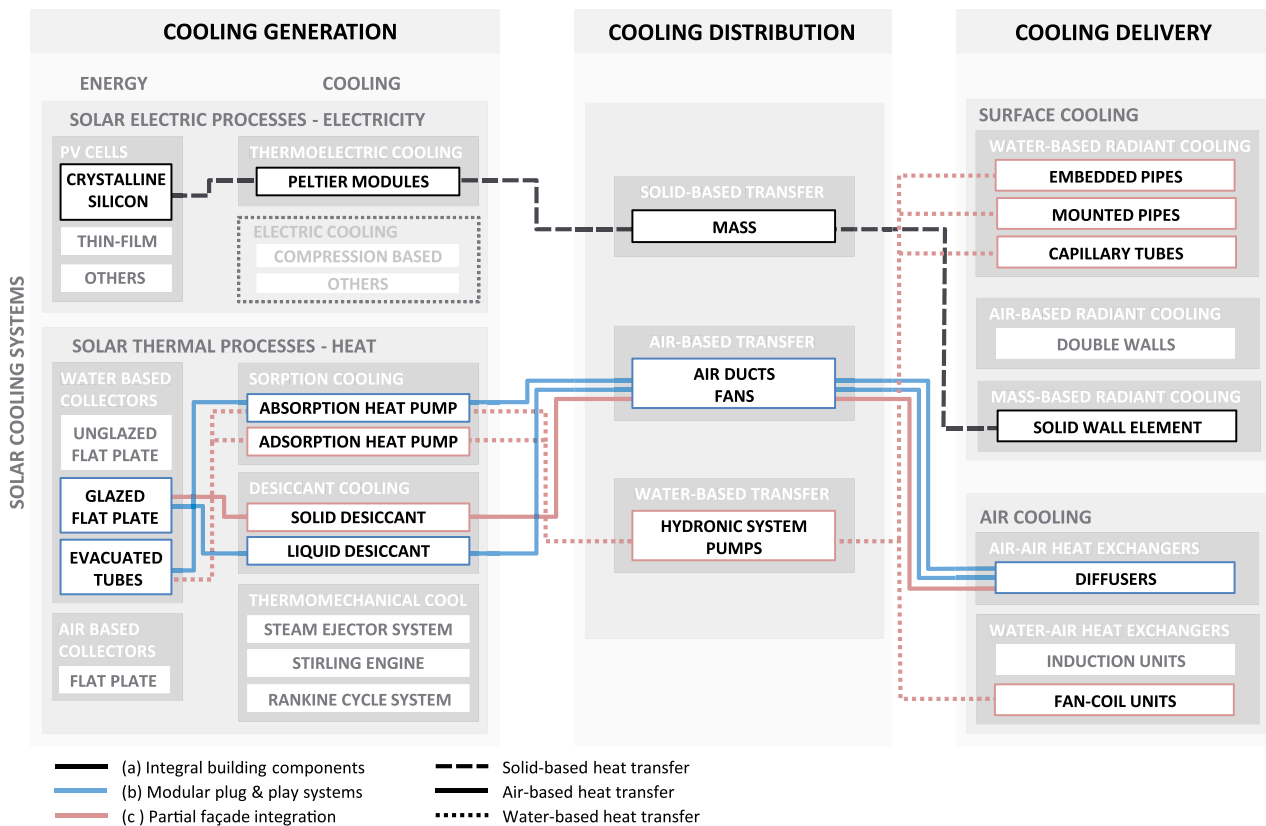 COOLING GENERATION
COOLING DISTRIBUTION
COOLING DELIVERY
SOLAR COOLING SYSTEMS
ENERGY
COOLING
SOLAR ELECTRIC PROCESSES - ELECTRICITY
PV CELLS
CRYSTALLINE
SILICON
THIN-FILM
OTHERS
THERMOELECTRIC COOLING
PELTIER MODULES
ELECTRIC COOLING
COMPRESSION BASED
OTHERS
SOLAR THERMAL PROCESSES - HEAT
WATER BASED
COLLECTORS
UNGLAZED
FLAT PLATE
GLAZED
FLAT PLATE
EVACUATED
TUBES
AIR BASED
COLLECTORS
FLAT PLATE
SORPTION COOLING
ABSORPTION HEAT PUMP
ADSORPTION HEAT PUMP
DESICCANT COOLING
SOLID DESICCANT
LIQUID DESICCANT
THERMOMECHANICAL COOL
STEAM EJECTOR SYSTEM
STIRLING ENGINE
RANKINE CYCLE SYSTEM
SOLID-BASED TRANSFER
MASS
AIR-BASED TRANSFER
AIR DUCTS
FANS
WATER-BASED TRANSFER
HYDRONIC SYSTEM
PUMPS
SURFACE COOLING
WATER-BASED RADIANT COOLING
EMBEDDED PIPES
MOUNTED PIPES
CAPILLARY TUBES
AIR-BASED RADIANT COOLING
DOUBLE WALLS
MASS-BASED RADIANT COOLING
SOLID WALL ELEMENT
AIR COOLING
AIR-AIR HEAT EXCHANGERS
DIFFUSERS
WATER-AIR HEAT EXCHANGERS
INDUCTION UNITS
FAN-COIL UNITS
(a) Integral building components
(b) Modular plug & play systems
(c ) Partial façade integration
Solid-based heat transfer
Air-based heat transfer
Water-based heat transfer